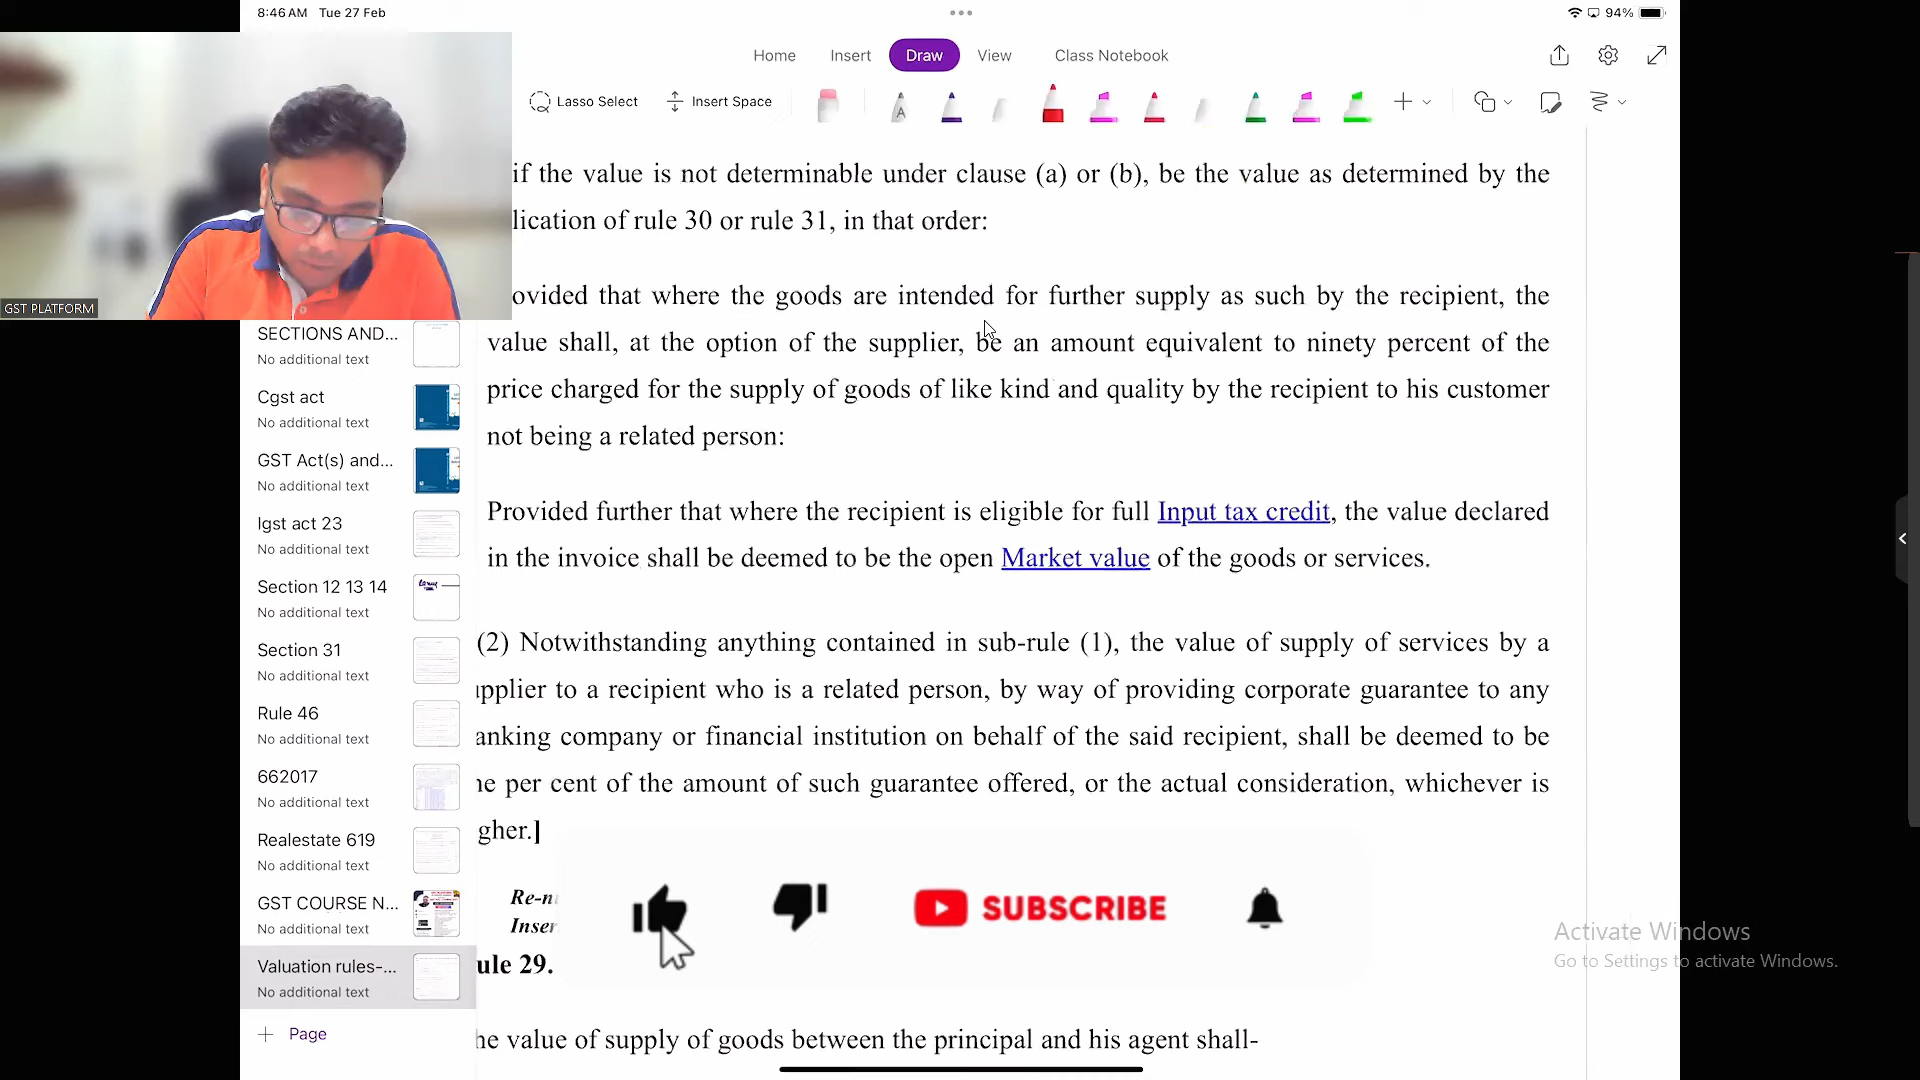 8:46 AM Tue 27 Feb
94%
Home Insert Draw View Class Notebook
Lasso Select Insert Space
A
GST PLATFORM
SECTIONS AND...
No additional text
Cgst act
No additional text
GST Act(s) and...
No additional text
Igst act 23
No additional text
Section 12 13 14
No additional text
Section 31
No additional text
Rule 46
No additional text
662017
No additional text
Realestate 619
No additional text
GST COURSE N...
No additional text
Valuation rules-...
No additional text
Page
if the value is not determinable under clause (a) or (b), be the value as determined by the
lication of rule 30 or rule 31, in that order:
ovided that where the goods are intended for further supply as such by the recipient, the
value shall, at the option of the supplier, be an amount equivalent to ninety percent of the
price charged for the supply of goods of like kind and quality by the recipient to his customer
not being a related person:
Provided further that where the recipient is eligible for full Input tax credit, the value declared
in the invoice shall be deemed to be the open Market value of the goods or services.
(2) Notwithstanding anything contained in sub-rule (1), the value of supply of services by a
upplier to a recipient who is a related person, by way of providing corporate guarantee to any
anking company or financial institution on behalf of the said recipient, shall be deemed to be
ne per cent of the amount of such guarantee offered, or the actual consideration, whichever is
gher.]
Re-n
Inser
SUBSCRIBE
ule 29.
he value of supply of goods between the principal and his agent shall-
Activate Windows
Go to Settings to activate Windows.